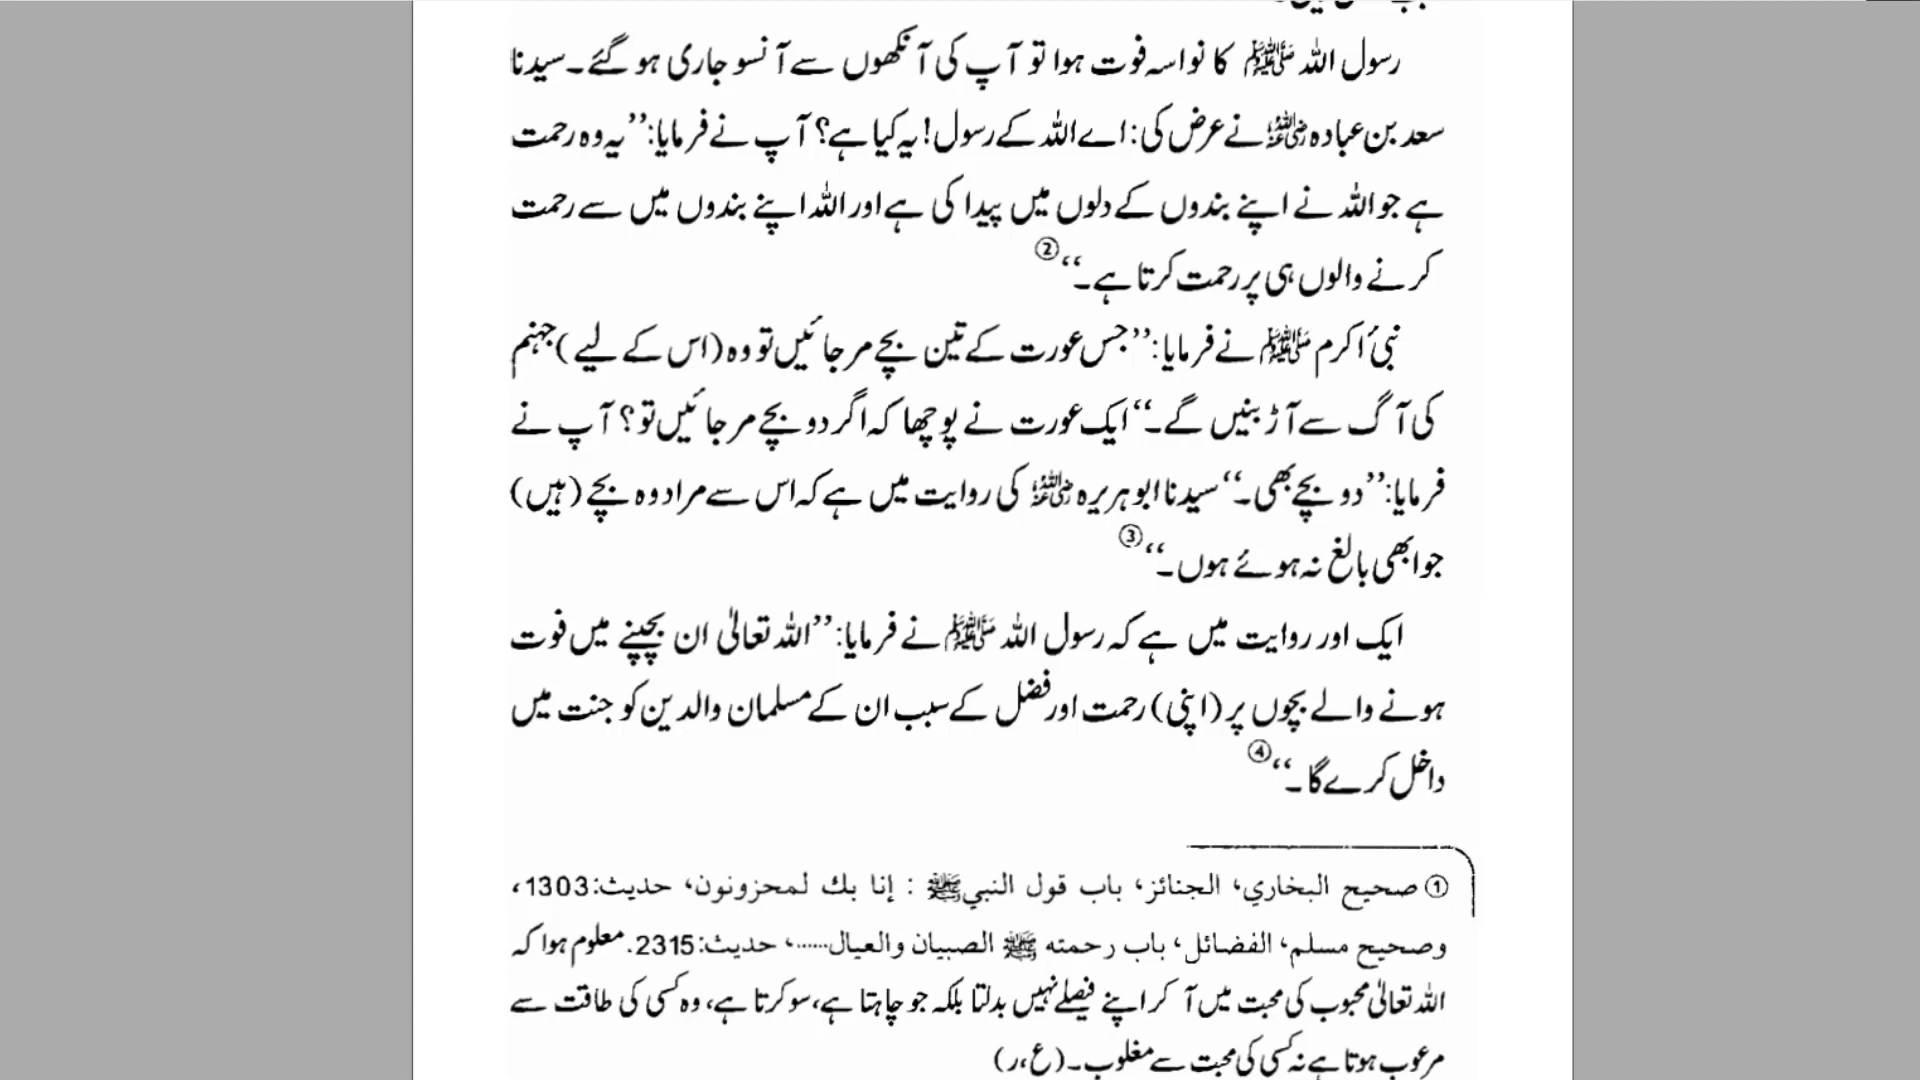 رسول اللہ ﷺ کا نواسہ فوت ہوا تو آپ کی آنکھوں سے آنسو جاری ہو گئے۔ سیدنا
سعد بن عبادہ رضی اللہ عنہ نے عرض کی: اے اللہ کے رسول! یہ کیا ہے؟ آپ نے فرمایا: ’’یہ وہ رحمت
ہے جو اللہ نے اپنے بندوں کے دلوں میں پیدا کی ہے اور اللہ اپنے بندوں میں سے رحمت
کرنے والوں ہی پر رحمت کرتا ہے۔‘‘ ②
نبیٔ اکرم ﷺ نے فرمایا: ’’جس عورت کے تین بچے مر جائیں تو وہ (اس کے لیے) جہنم
کی آگ سے آڑ بنیں گے۔‘‘ ایک عورت نے پوچھا کہ اگر دو بچے مر جائیں تو؟ آپ نے
فرمایا: ’’دو بچے بھی۔‘‘ سیدنا ابو ہریرہ رضی اللہ عنہ کی روایت میں ہے کہ اس سے مراد وہ بچے (ہیں)
جو ابھی بالغ نہ ہوئے ہوں۔‘‘ ③
ایک اور روایت میں ہے کہ رسول اللہ ﷺ نے فرمایا: ’’اللہ تعالیٰ ان بچپنے میں فوت
ہونے والے بچوں پر (اپنی) رحمت اور فضل کے سبب ان کے مسلمان والدین کو جنت میں
داخل کرے گا۔‘‘ ④
① صحيح البخاري، الجنائز، باب قول النبي ﷺ : إنا بك لمحزونون، حديث:1303،
وصحيح مسلم، الفضائل، باب رحمته ﷺ الصبيان والعيال......، حديث:2315. معلوم ہوا کہ
اللہ تعالیٰ محبوب کی محبت میں آ کر اپنے فیصلے نہیں بدلتا بلکہ جو چاہتا ہے، سو کرتا ہے، وہ کسی کی طاقت سے
مرعوب ہوتا ہے نہ کسی کی محبت سے مغلوب۔ (ع،ر)